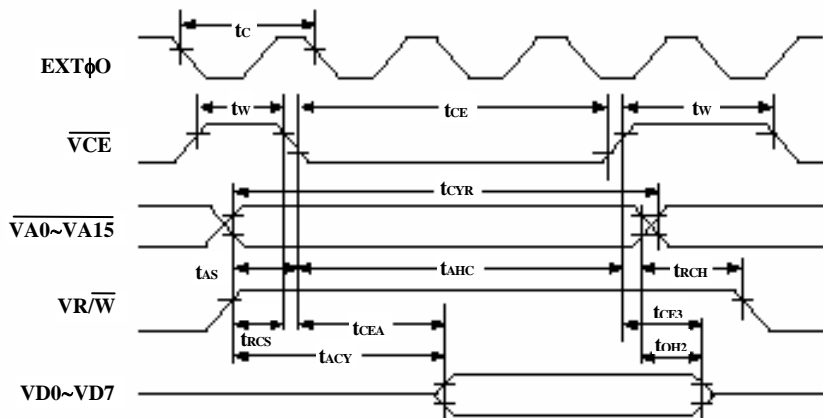 tC
EXTϕO
tW tCE tW
VCE
tCYR
VA0~VA15
tAS tAHC tRCH
VR/W
tRCS tCEA tCE3
tACY tOH2
VD0~VD7